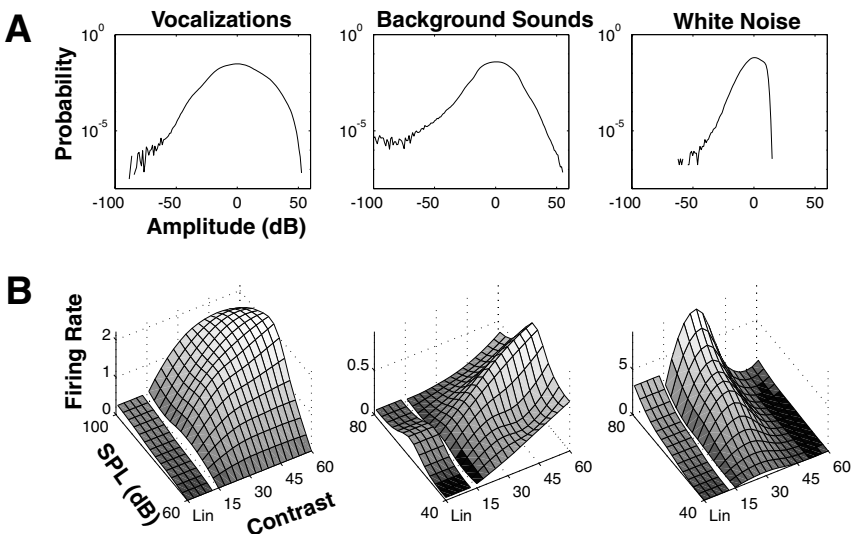 A
Vocalizations
Background Sounds
White Noise
Probability
10^0
10^-5
10^0
10^-5
10^0
10^-5
-100 -50 0 50
-100 -50 0 50
-100 -50 0 50
Amplitude (dB)
B
Firing Rate
2
1
0
100
SPL (dB)
60
Lin
15
30
45
60
Contrast
0.5
0
80
40
Lin
15
30
45
60
5
0
80
40
Lin
15
30
45
60